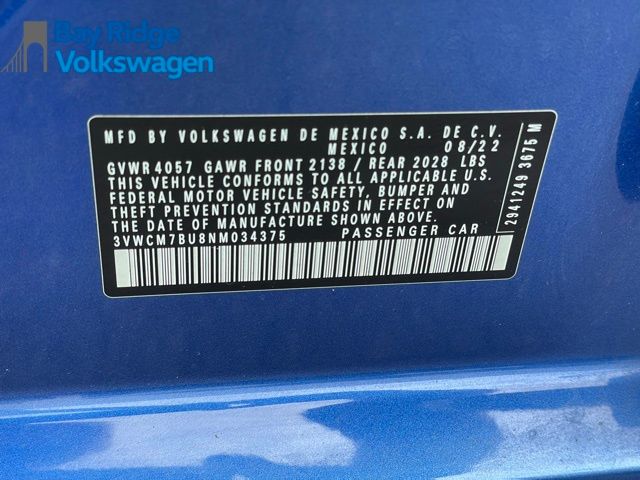 Bay Ridge
Volkswagen
MFD BY VOLKSWAGEN DE MEXICO S.A. DE C.V.
MEXICO 08/22
GVWR 4057 GAWR FRONT 2138 / REAR 2028 LBS
THIS VEHICLE CONFORMS TO ALL APPLICABLE U.S.
FEDERAL MOTOR VEHICLE SAFETY, BUMPER AND
THEFT PREVENTION STANDARDS IN EFFECT ON
THE DATE OF MANUFACTURE SHOWN ABOVE.
3VWCM7BU8NM034375 PASSENGER CAR
2941249 3675 M